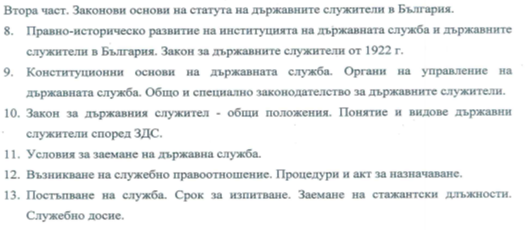 Втора част. Законови основи на статута на държавните служители в България.
8. Правно-историческо развитие на институцията на държавната служба и държавните
служители в България. Закон за държавните служители от 1922 г.
9. Конституционни основи на държавната служба. Органи на управление на
държавната служба. Общо и специално законодателство за държавните служители.
10. Закон за държавния служител - общи положения. Понятие и видове държавни
служители според ЗДС.
11. Условия за заемане на държавна служба.
12. Възникване на служебно правоотношение. Процедури и акт за назначаване.
13. Постъпване на служба. Срок за изпитване. Заемане на стажантски длъжности.
Служебно досие.